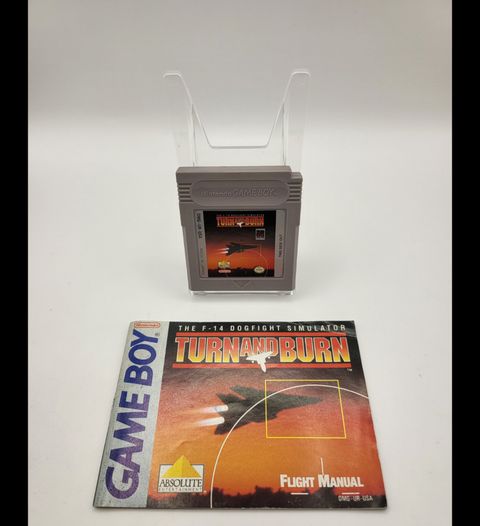 Nintendo GAME BOY
TURN AND BURN
Nintendo
GAME BOY
THE F-14 DOGFIGHT SIMULATOR
TURN AND BURN
TM
ABSOLUTE
ENTERTAINMENT
FLIGHT MANUAL
DMG-UR-USA